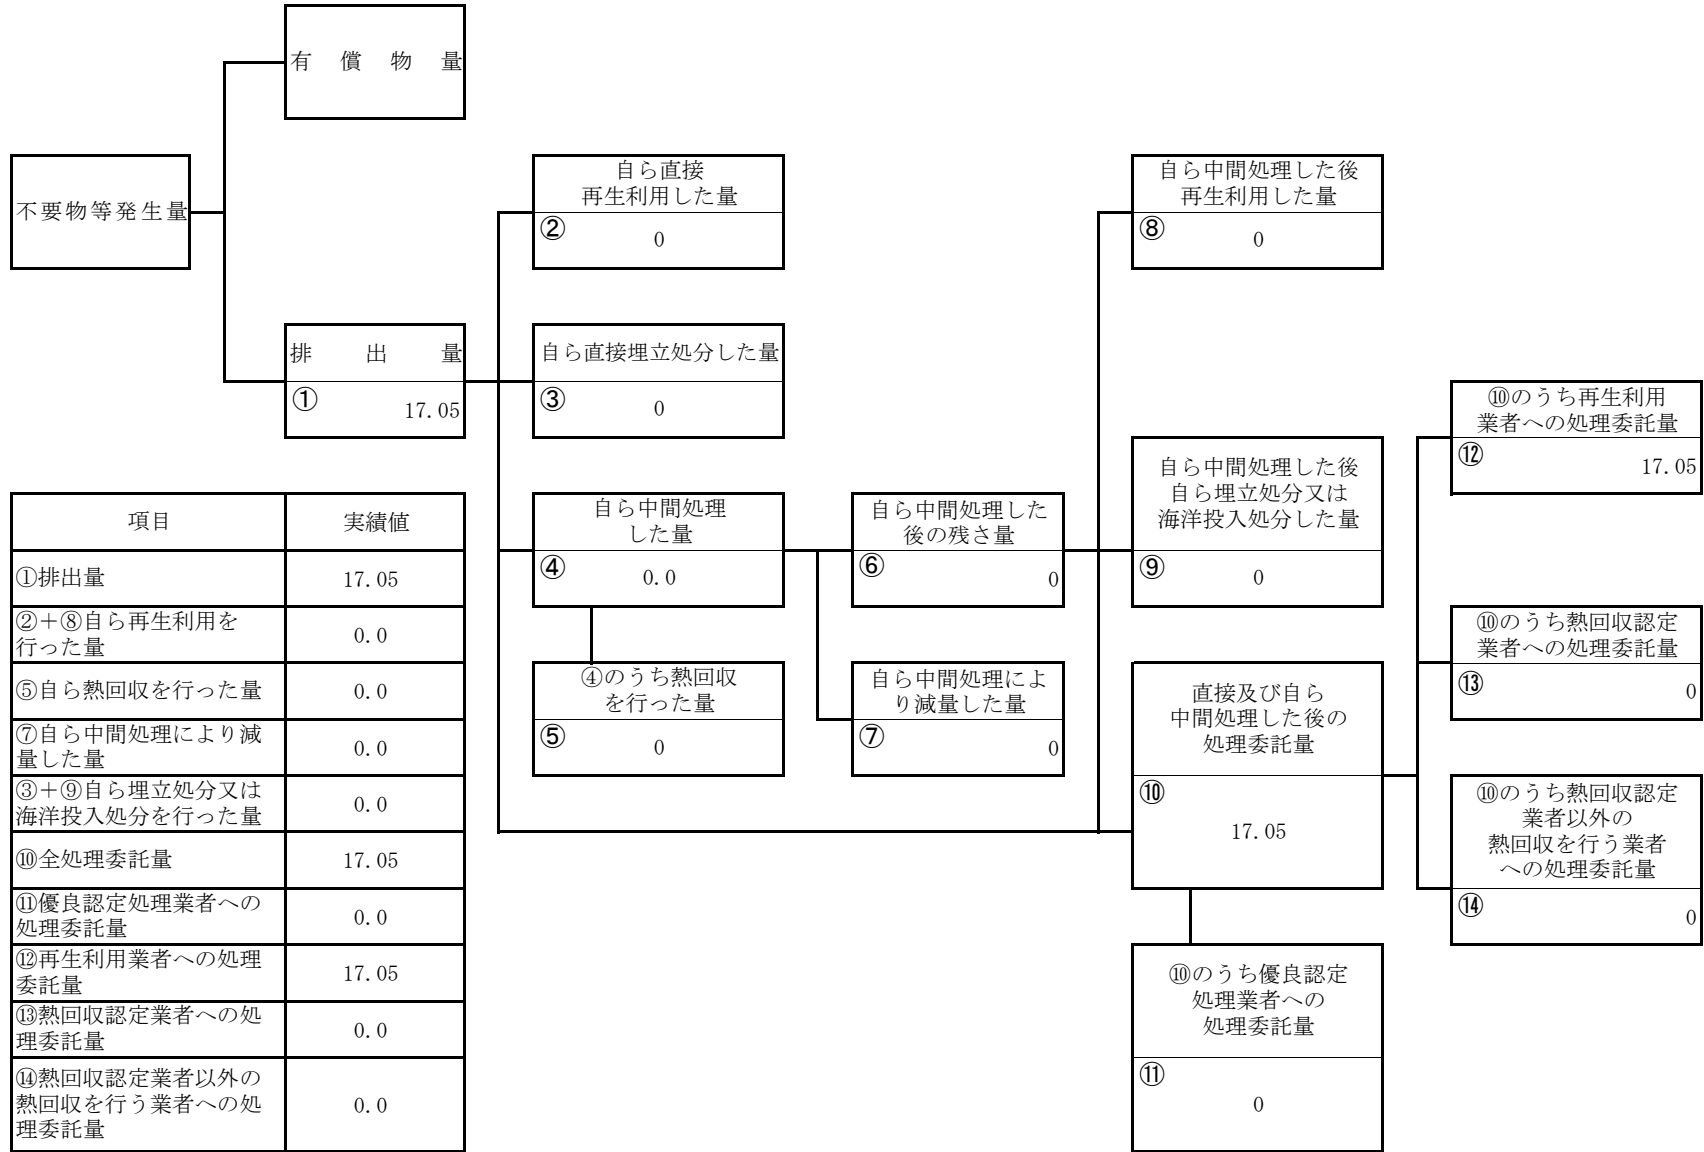 有償物量
不要物等発生量
自ら直接
再生利用した量
② 0
自ら中間処理した後
再生利用した量
⑧ 0
排出量
① 17.05
自ら直接埋立処分した量
③ 0
⑩のうち再生利用
業者への処理委託量
⑫ 17.05
自ら中間処理した後
自ら埋立処分又は
海洋投入処分した量
⑨ 0
自ら中間処理
した量
④ 0.0
自ら中間処理した
後の残さ量
⑥ 0
⑩のうち熱回収認定
業者への処理委託量
⑬ 0
④のうち熱回収
を行った量
⑤ 0
自ら中間処理によ
り減量した量
⑦ 0
直接及び自ら
中間処理した後の
処理委託量
⑩
17.05
⑩のうち熱回収認定
業者以外の
熱回収を行う業者
への処理委託量
⑭ 0
⑩のうち優良認定
処理業者への
処理委託量
⑪
0
項目 実績値
①排出量 17.05
②＋⑧自ら再生利用を
行った量 0.0
⑤自ら熱回収を行った量 0.0
⑦自ら中間処理により減
量した量 0.0
③＋⑨自ら埋立処分又は
海洋投入処分を行った量 0.0
⑩全処理委託量 17.05
⑪優良認定処理業者への
処理委託量 0.0
⑫再生利用業者への処理
委託量 17.05
⑬熱回収認定業者への処
理委託量 0.0
⑭熱回収認定業者以外の
熱回収を行う業者への処
理委託量 0.0